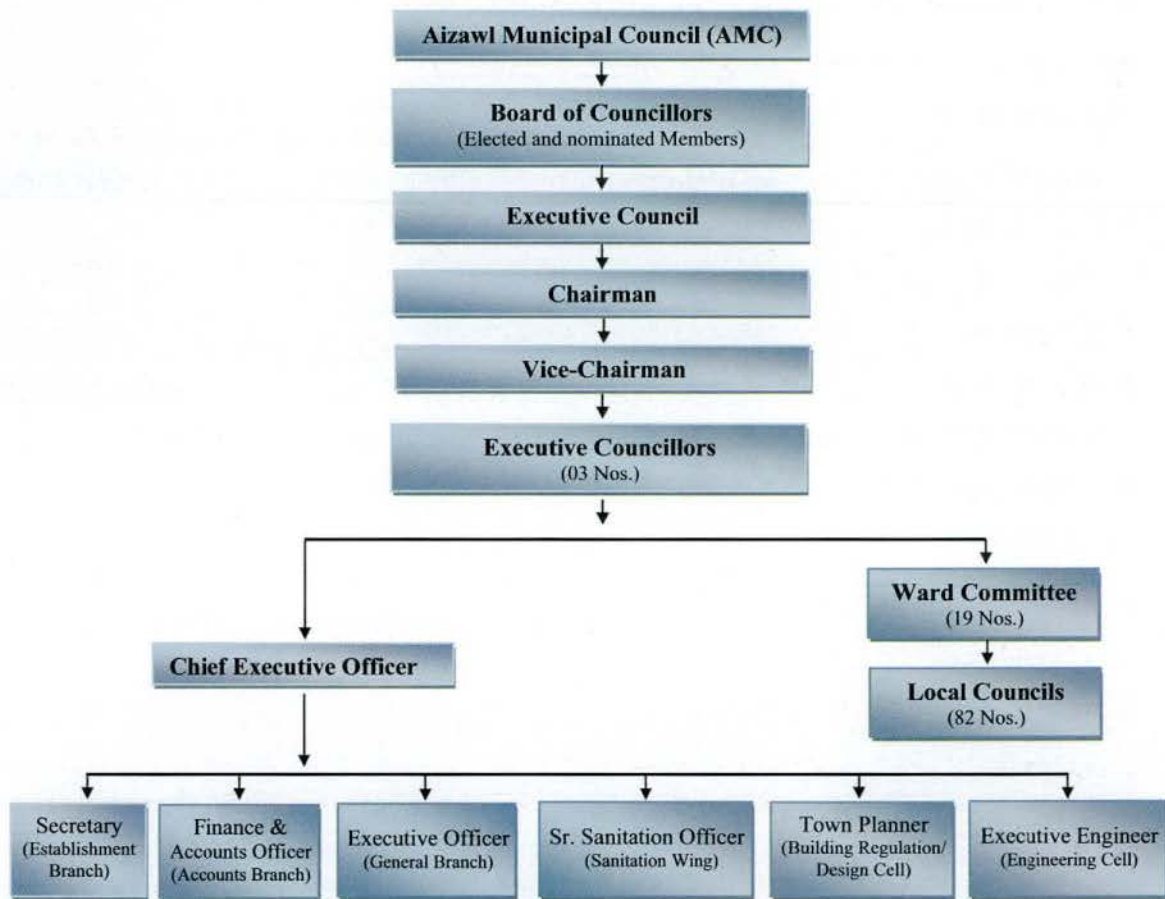 Aizawl Municipal Council (AMC)
Board of Councillors
(Elected and nominated Members)
Executive Council
Chairman
Vice-Chairman
Executive Councillors
(03 Nos.)
Ward Committee
(19 Nos.)
Chief Executive Officer
Local Councils
(82 Nos.)
Secretary
(Establishment
Branch)
Finance &
Accounts Officer
(Accounts Branch)
Executive Officer
(General Branch)
Sr. Sanitation Officer
(Sanitation Wing)
Town Planner
(Building Regulation/
Design Cell)
Executive Engineer
(Engineering Cell)